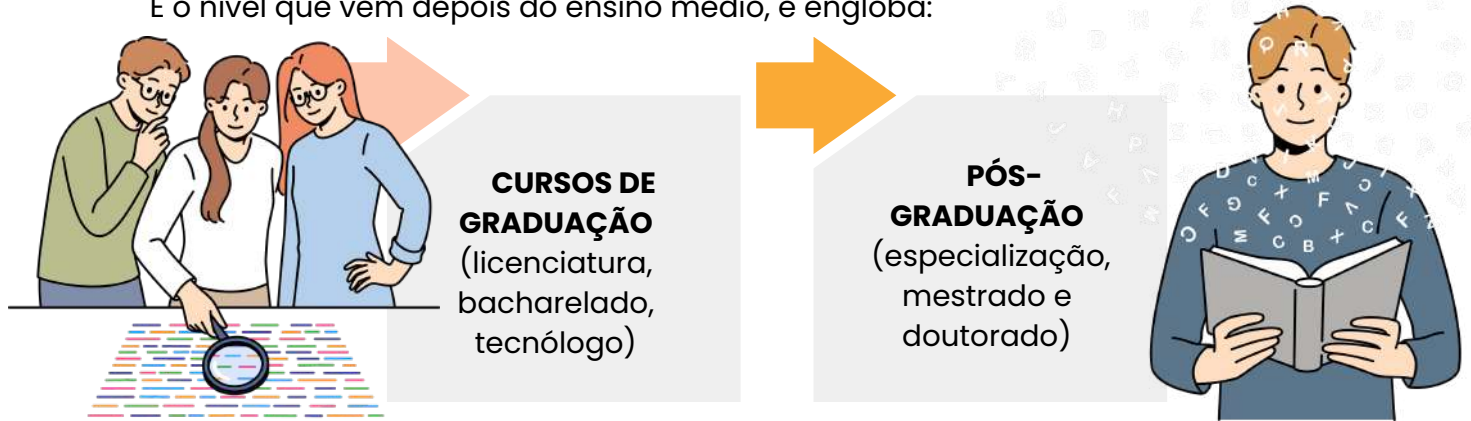 É o nível que vem depois do ensino médio, e engloba:
CURSOS DE
GRADUAÇÃO
(licenciatura,
bacharelado,
tecnólogo)
PÓS-
GRADUAÇÃO
(especialização,
mestrado e
doutorado)